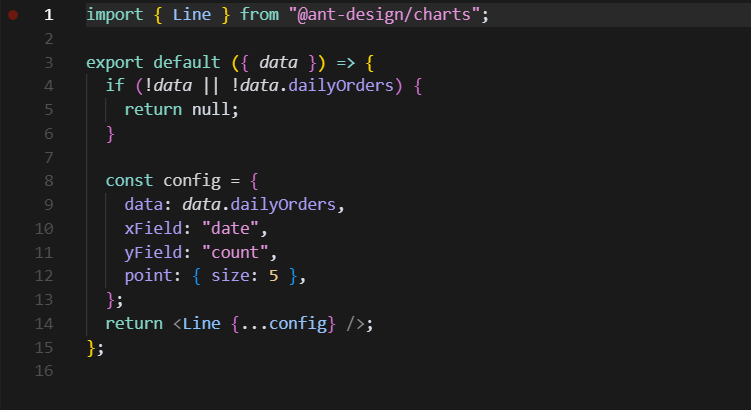 1 import { Line } from "@ant-design/charts";
2
3 export default ({ data }) => {
4   if (!data || !data.dailyOrders) {
5     return null;
6   }
7
8   const config = {
9     data: data.dailyOrders,
10     xField: "date",
11     yField: "count",
12     point: { size: 5 },
13   };
14   return <Line {...config} />;
15 };
16